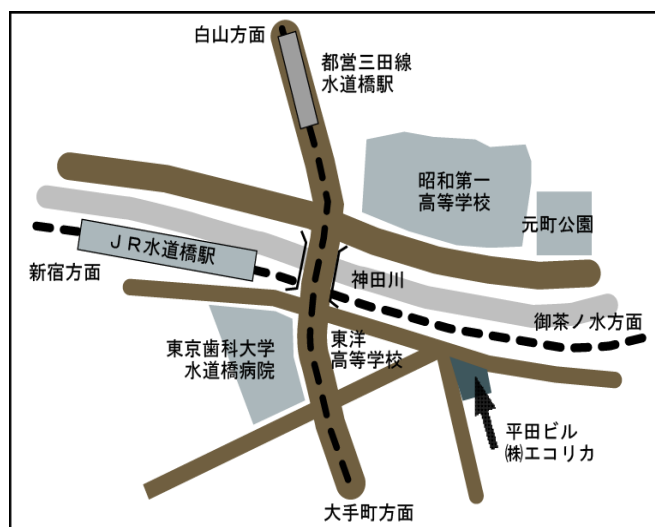 白山方面
都営三田線
水道橋駅
昭和第一
高等学校
元町公園
ＪＲ水道橋駅
新宿方面
神田川
御茶ノ水方面
東京歯科大学
水道橋病院
東洋
高等学校
平田ビル
㈱エコリカ
大手町方面